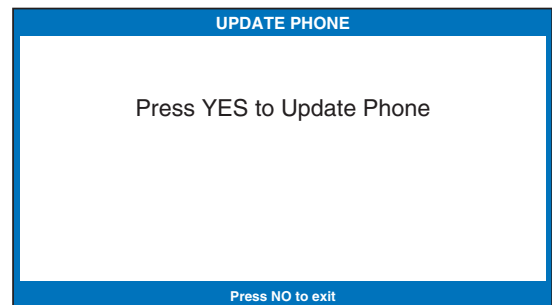 UPDATE PHONE
Press YES to Update Phone
Press NO to exit